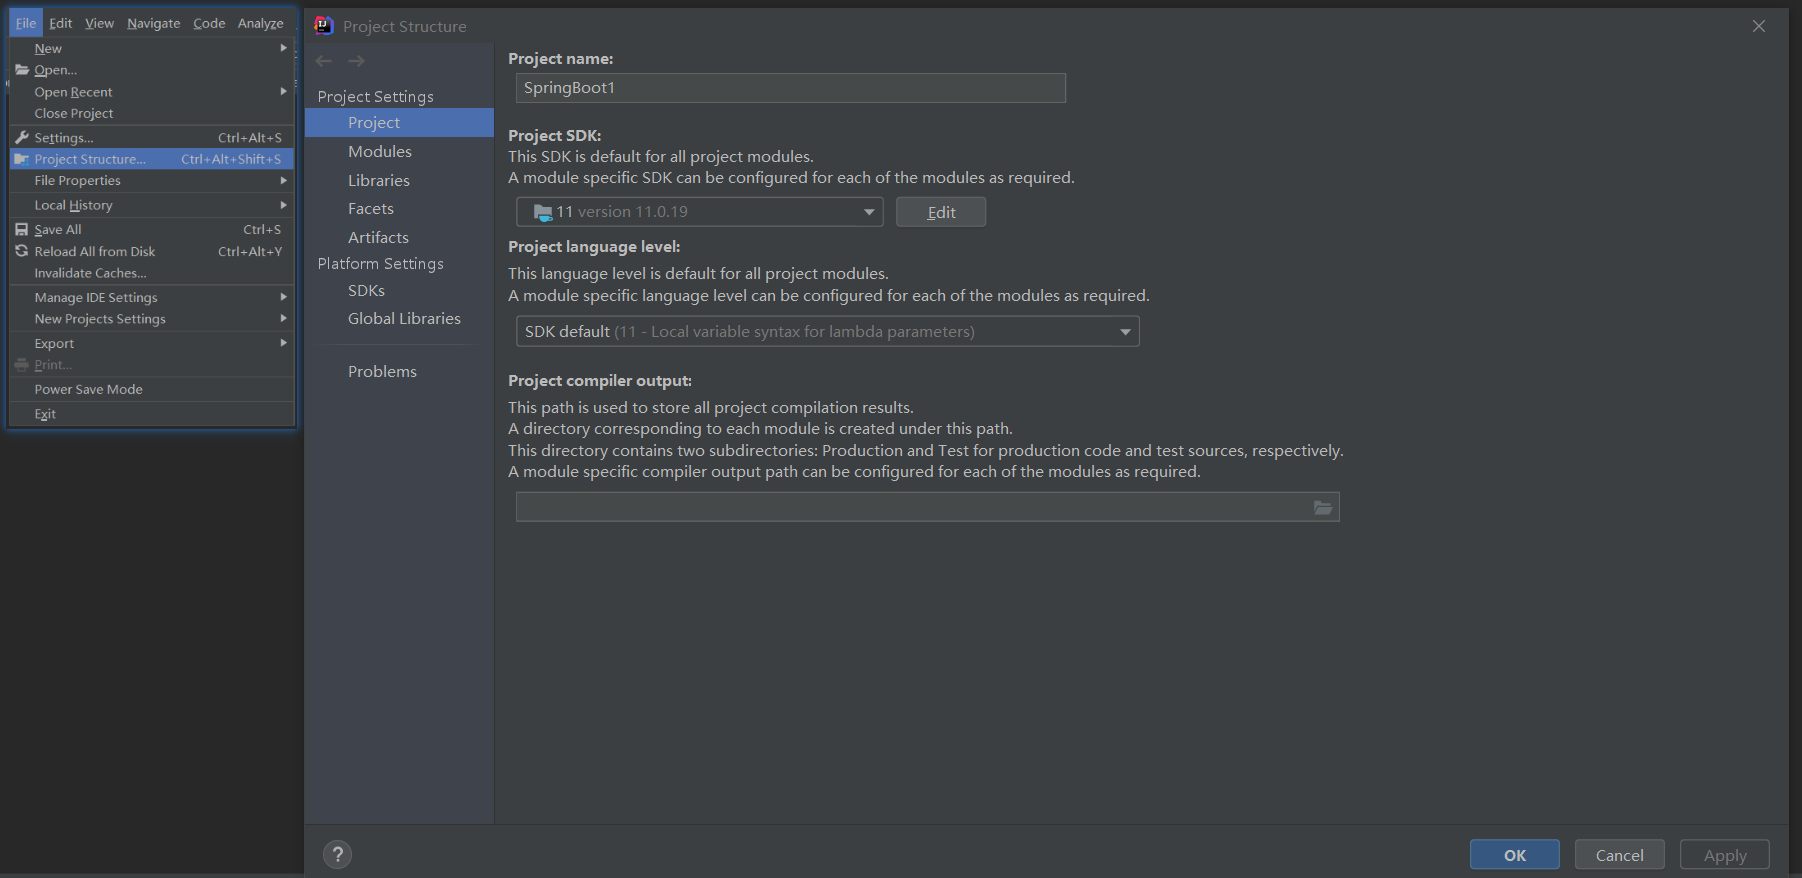 File Edit View Navigate Code Analyze
New
Open...
Open Recent
Close Project
Settings... Ctrl+Alt+S
Project Structure... Ctrl+Alt+Shift+S
File Properties
Local History
Save All Ctrl+S
Reload All from Disk Ctrl+Alt+Y
Invalidate Caches...
Manage IDE Settings
New Projects Settings
Export
Print...
Power Save Mode
Exit
Project Structure
Project Settings
Project
Modules
Libraries
Facets
Artifacts
Platform Settings
SDKs
Global Libraries
Problems
Project name:
SpringBoot1
Project SDK:
This SDK is default for all project modules.
A module specific SDK can be configured for each of the modules as required.
11 version 11.0.19
Edit
Project language level:
This language level is default for all project modules.
A module specific language level can be configured for each of the modules as required.
SDK default (11 - Local variable syntax for lambda parameters)
Project compiler output:
This path is used to store all project compilation results.
A directory corresponding to each module is created under this path.
This directory contains two subdirectories: Production and Test for production code and test sources, respectively.
A module specific compiler output path can be configured for each of the modules as required.
?
OK Cancel Apply